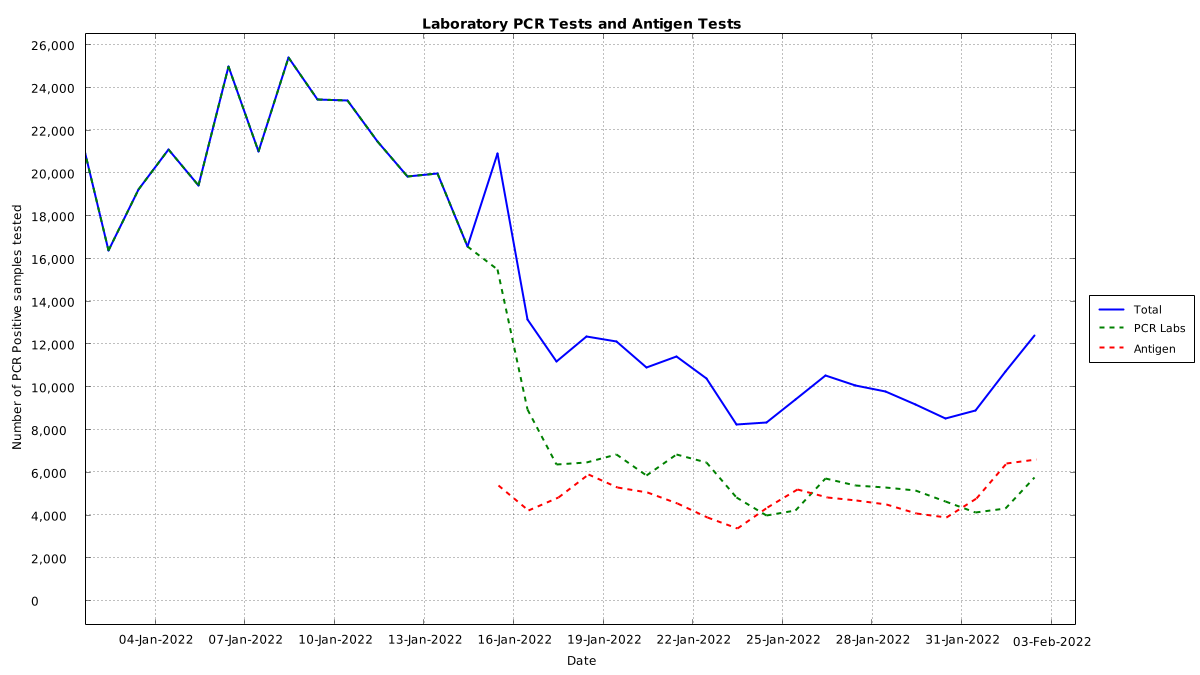 Laboratory PCR Tests and Antigen Tests
26,000
24,000
22,000
20,000
18,000
16,000
14,000
12,000
10,000
8,000
6,000
4,000
2,000
0
Number of PCR Positive samples tested
04-Jan-2022
07-Jan-2022
10-Jan-2022
13-Jan-2022
16-Jan-2022
19-Jan-2022
22-Jan-2022
25-Jan-2022
28-Jan-2022
31-Jan-2022
03-Feb-2022
Date
Total
PCR Labs
Antigen